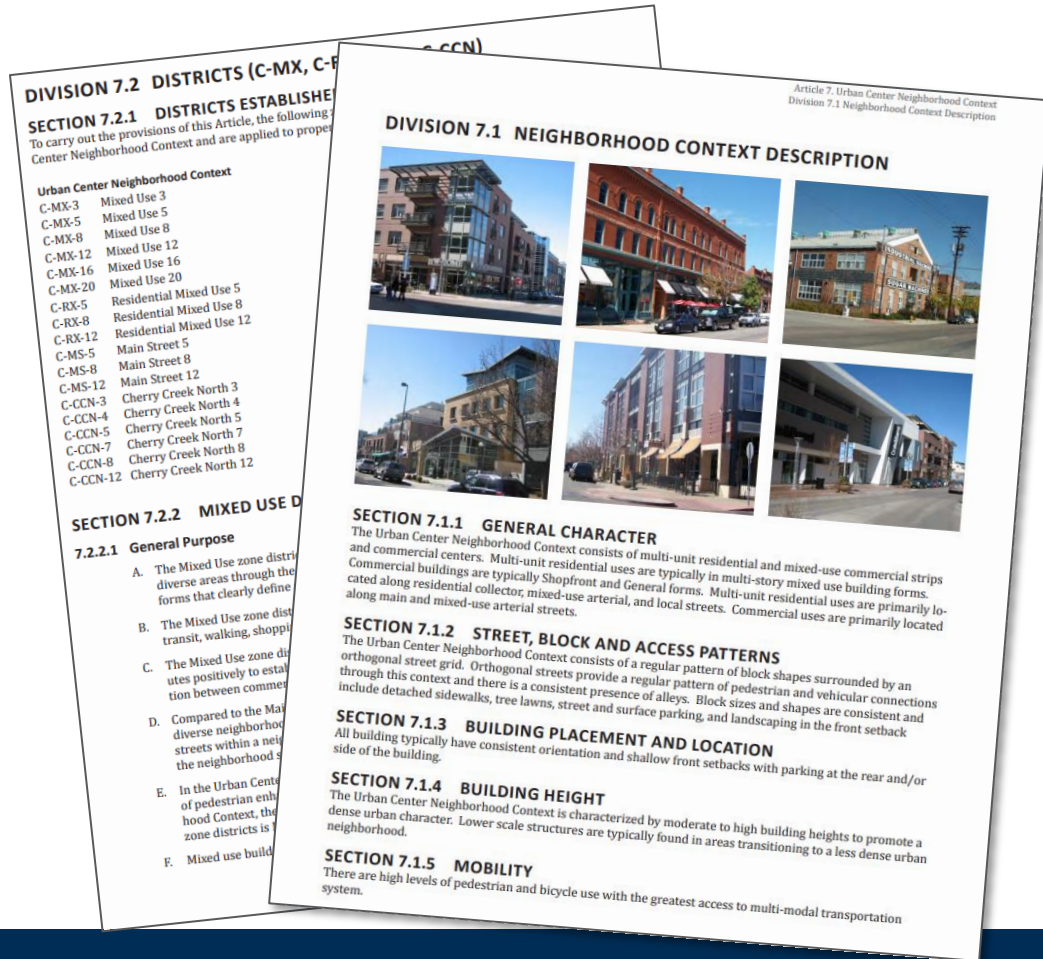 DIVISION 7.2 DISTRICTS (C-MX, C-
CCN)
SECTION 7.2.1 DISTRICTS ESTABLISHE
To carry out the provisions of this Article, the following
Center Neighborhood Context and are applied to proper
Urban Center Neighborhood Context
C-MX-3 Mixed Use 3
C-MX-5 Mixed Use 5
C-MX-8 Mixed Use 8
C-MX-12 Mixed Use 12
C-MX-16 Mixed Use 16
C-MX-20 Mixed Use 20
C-RX-5 Residential Mixed Use 5
C-RX-8 Residential Mixed Use 8
C-RX-12 Residential Mixed Use 12
C-MS-5 Main Street 5
C-MS-8 Main Street 8
C-MS-12 Main Street 12
C-CCN-3 Cherry Creek North 3
C-CCN-4 Cherry Creek North 4
C-CCN-5 Cherry Creek North 5
C-CCN-7 Cherry Creek North 7
C-CCN-8 Cherry Creek North 8
C-CCN-12 Cherry Creek North 12
SECTION 7.2.2 MIXED USE D
7.2.2.1 General Purpose
A. The Mixed Use zone distri
diverse areas through the
forms that clearly define
B. The Mixed Use zone dist
transit, walking, shoppi
C. The Mixed Use zone di
utes positively to estab
tion between commer
D. Compared to the Mai
diverse neighborhoo
streets within a nei
the neighborhood s
E. In the Urban Cente
of pedestrian enh
hood Context, the
zone districts is
F. Mixed use build
Article 7. Urban Center Neighborhood Context
Division 7.1 Neighborhood Context Description
DIVISION 7.1 NEIGHBORHOOD CONTEXT DESCRIPTION
SUGAR BUILDING
SECTION 7.1.1 GENERAL CHARACTER
The Urban Center Neighborhood Context consists of multi-unit residential and mixed-use commercial strips
and commercial centers. Multi-unit residential uses are typically in multi-story mixed use building forms.
Commercial buildings are typically Shopfront and General forms. Multi-unit residential uses are primarily lo-
cated along residential collector, mixed-use arterial, and local streets. Commercial uses are primarily located
along main and mixed-use arterial streets.
SECTION 7.1.2 STREET, BLOCK AND ACCESS PATTERNS
The Urban Center Neighborhood Context consists of a regular pattern of block shapes surrounded by an
orthogonal street grid. Orthogonal streets provide a regular pattern of pedestrian and vehicular connections
through this context and there is a consistent presence of alleys. Block sizes and shapes are consistent and
include detached sidewalks, tree lawns, street and surface parking, and landscaping in the front setback
SECTION 7.1.3 BUILDING PLACEMENT AND LOCATION
All building typically have consistent orientation and shallow front setbacks with parking at the rear and/or
side of the building.
SECTION 7.1.4 BUILDING HEIGHT
The Urban Center Neighborhood Context is characterized by moderate to high building heights to promote a
dense urban character. Lower scale structures are typically found in areas transitioning to a less dense urban
neighborhood.
SECTION 7.1.5 MOBILITY
There are high levels of pedestrian and bicycle use with the greatest access to multi-modal transportation
system.